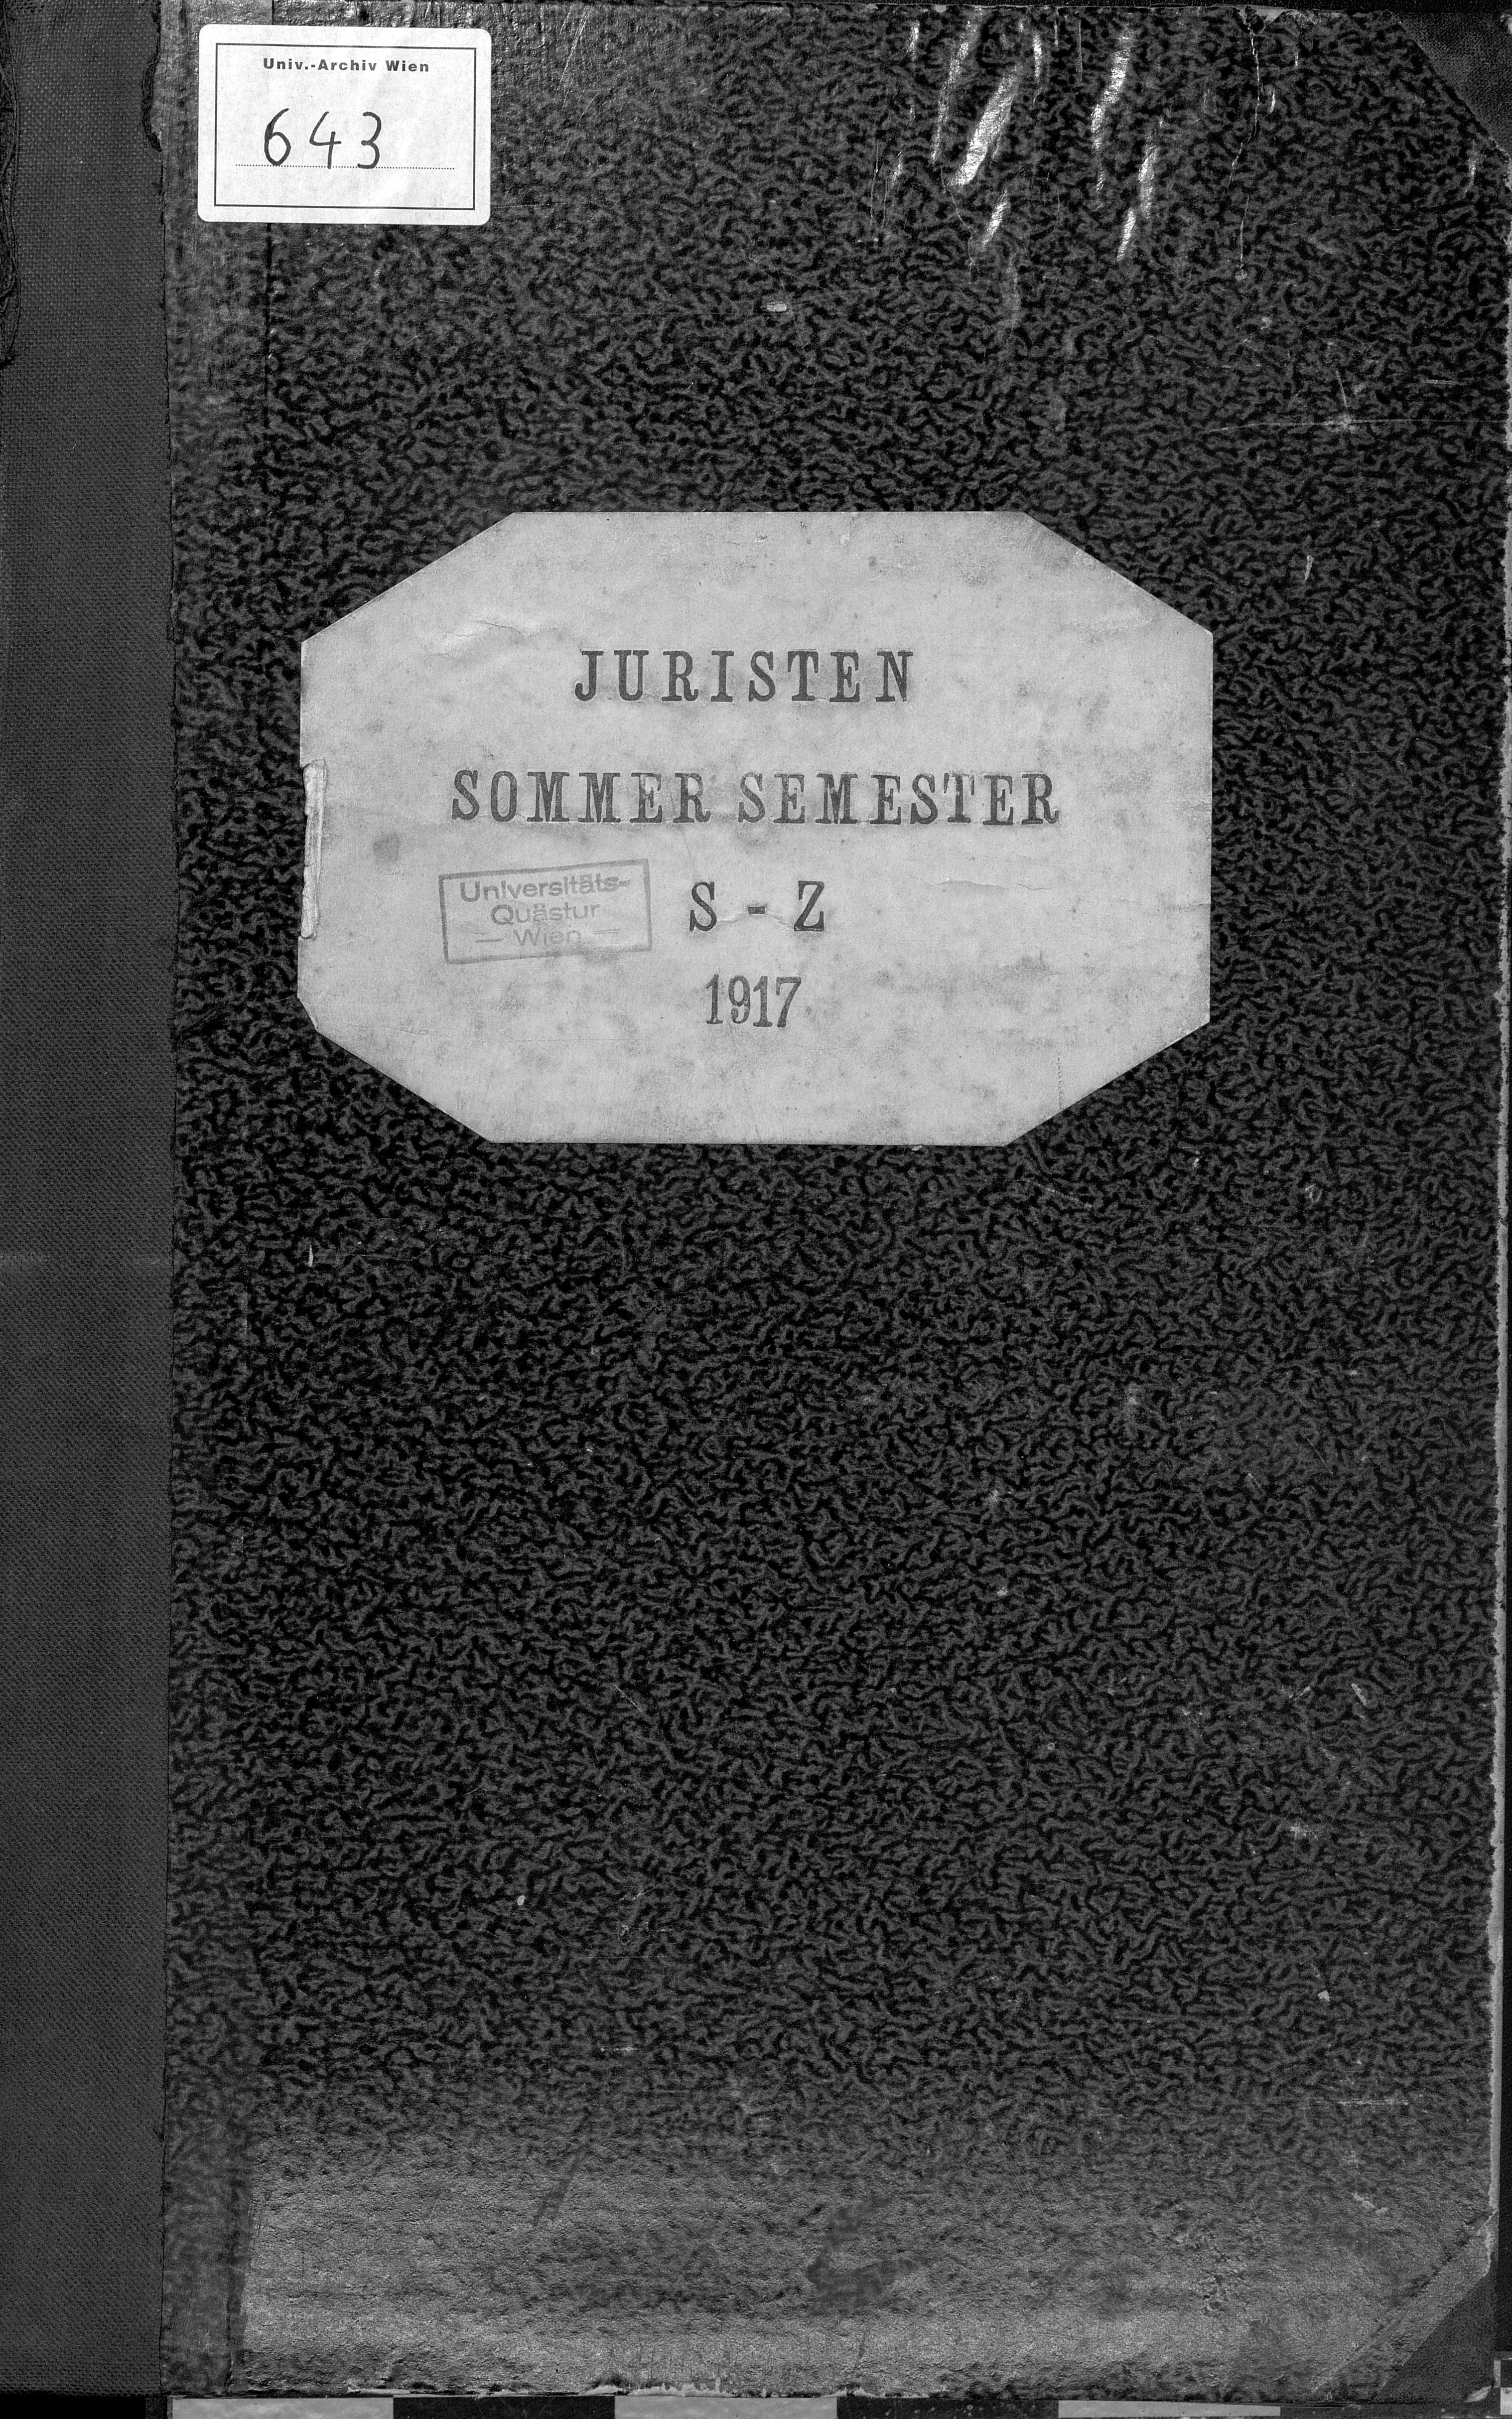 Univ.-Archiv Wien
643
JURISTEN
SOMMER SEMESTER
S - Z
Universitäts-
Quästur
— Wien —
1917